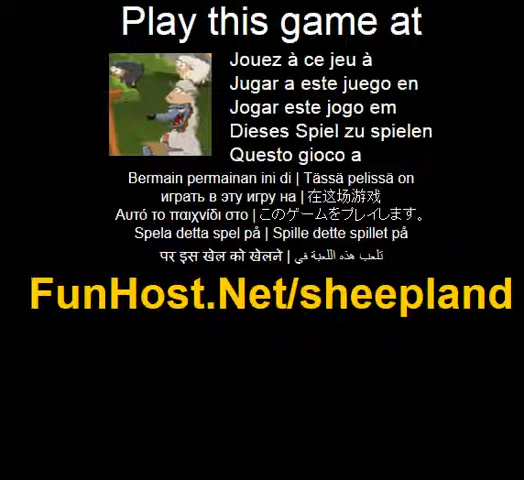 Play this game at
Jouez à ce jeu à
Jugar a este juego en
Jogar este jogo em
Dieses Spiel zu spielen
Questo gioco a
Bermain permainan ini di | Tässä pelissä on
играть в эту игру на | 在这场游戏
Αυτό το παιχνίδι στο | このゲームをプレイします。
Spela detta spel på | Spille dette spillet på
पर इस खेल को खेलने | تلعب هذه اللعبة في
FunHost.Net/sheepland